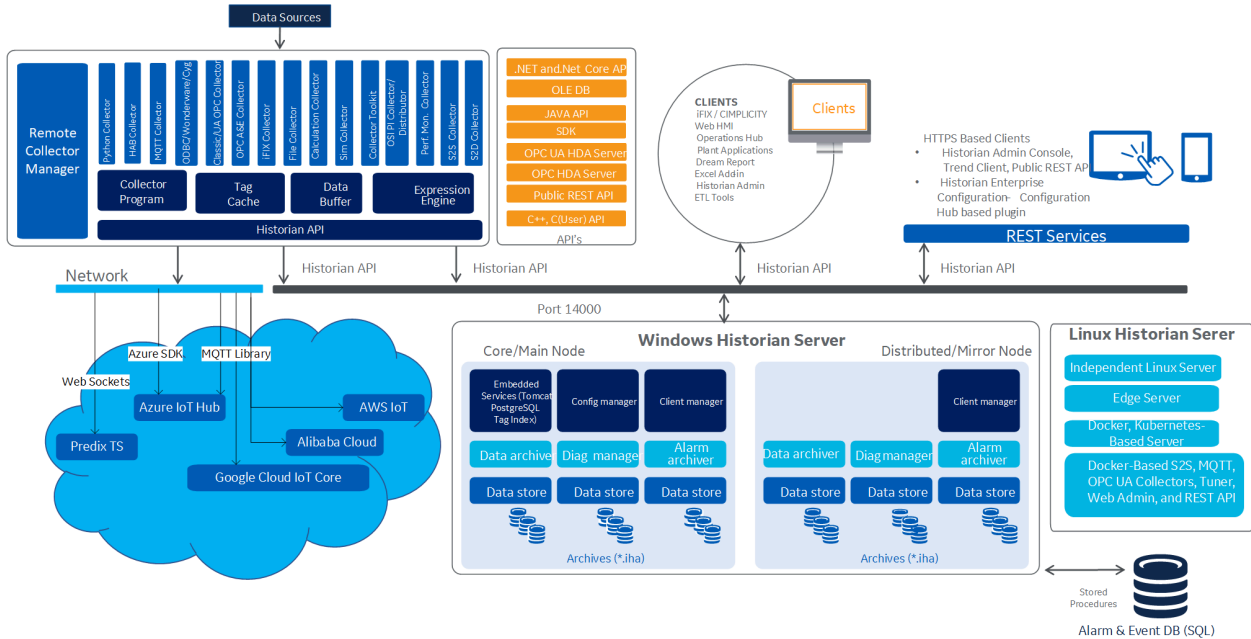 Data Sources
Remote
Collector
Manager
Python Collector
HAB Collector
MQTT Collector
ODBC/Wonderware/Cyg
Classic/UA OPC Collector
OPC A&E Collector
iFIX Collector
File Collector
Calculation Collector
Sim Collector
Collector Toolkit
OSI PI Collector/
Distributor
Perf. Mon. Collector
S2S Collector
S2D Collector
Collector
Program
Tag
Cache
Data
Buffer
Expression
Engine
Historian API
.NET and.Net Core AP
OLE DB
JAVA API
SDK
OPC UA HDA Server
OPC HDA Server
Public REST API
C++, C(User) API
API's
CLIENTS
iFIX / CIMPLICITY
Web HMI
Operations Hub
Plant Applications
Dream Report
Excel Addin
Historian Admin
ETL Tools
Clients
HTTPS Based Clients
• Historian Admin Console,
Trend Client, Public REST AP
• Historian Enterprise
Configuration- Configuration
Hub based plugin
REST Services
Network
Historian API
Historian API
Historian API
Historian API
Port 14000
Azure SDK
MQTT Library
Web Sockets
Azure IoT Hub
AWS IoT
Predix TS
Alibaba Cloud
Google Cloud IoT Core
Windows Historian Server
Core/Main Node
Distributed/Mirror Node
Embedded
Services (Tomcat
PostgreSQL
Tag Index)
Config manager
Client manager
Client manager
Data archiver
Diag manage
Alarm
archiver
Data archiver
Diag manager
Alarm
archiver
Data store
Data store
Data store
Data store
Data store
Data store
Archives (*.iha)
Archives (*.iha)
Linux Historian Serer
Independent Linux Server
Edge Server
Docker, Kubernetes-
Based Server
Docker-Based S2S, MQTT,
OPC UA Collectors, Tuner,
Web Admin, and REST API
Stored
Procedures
Alarm & Event DB (SQL)